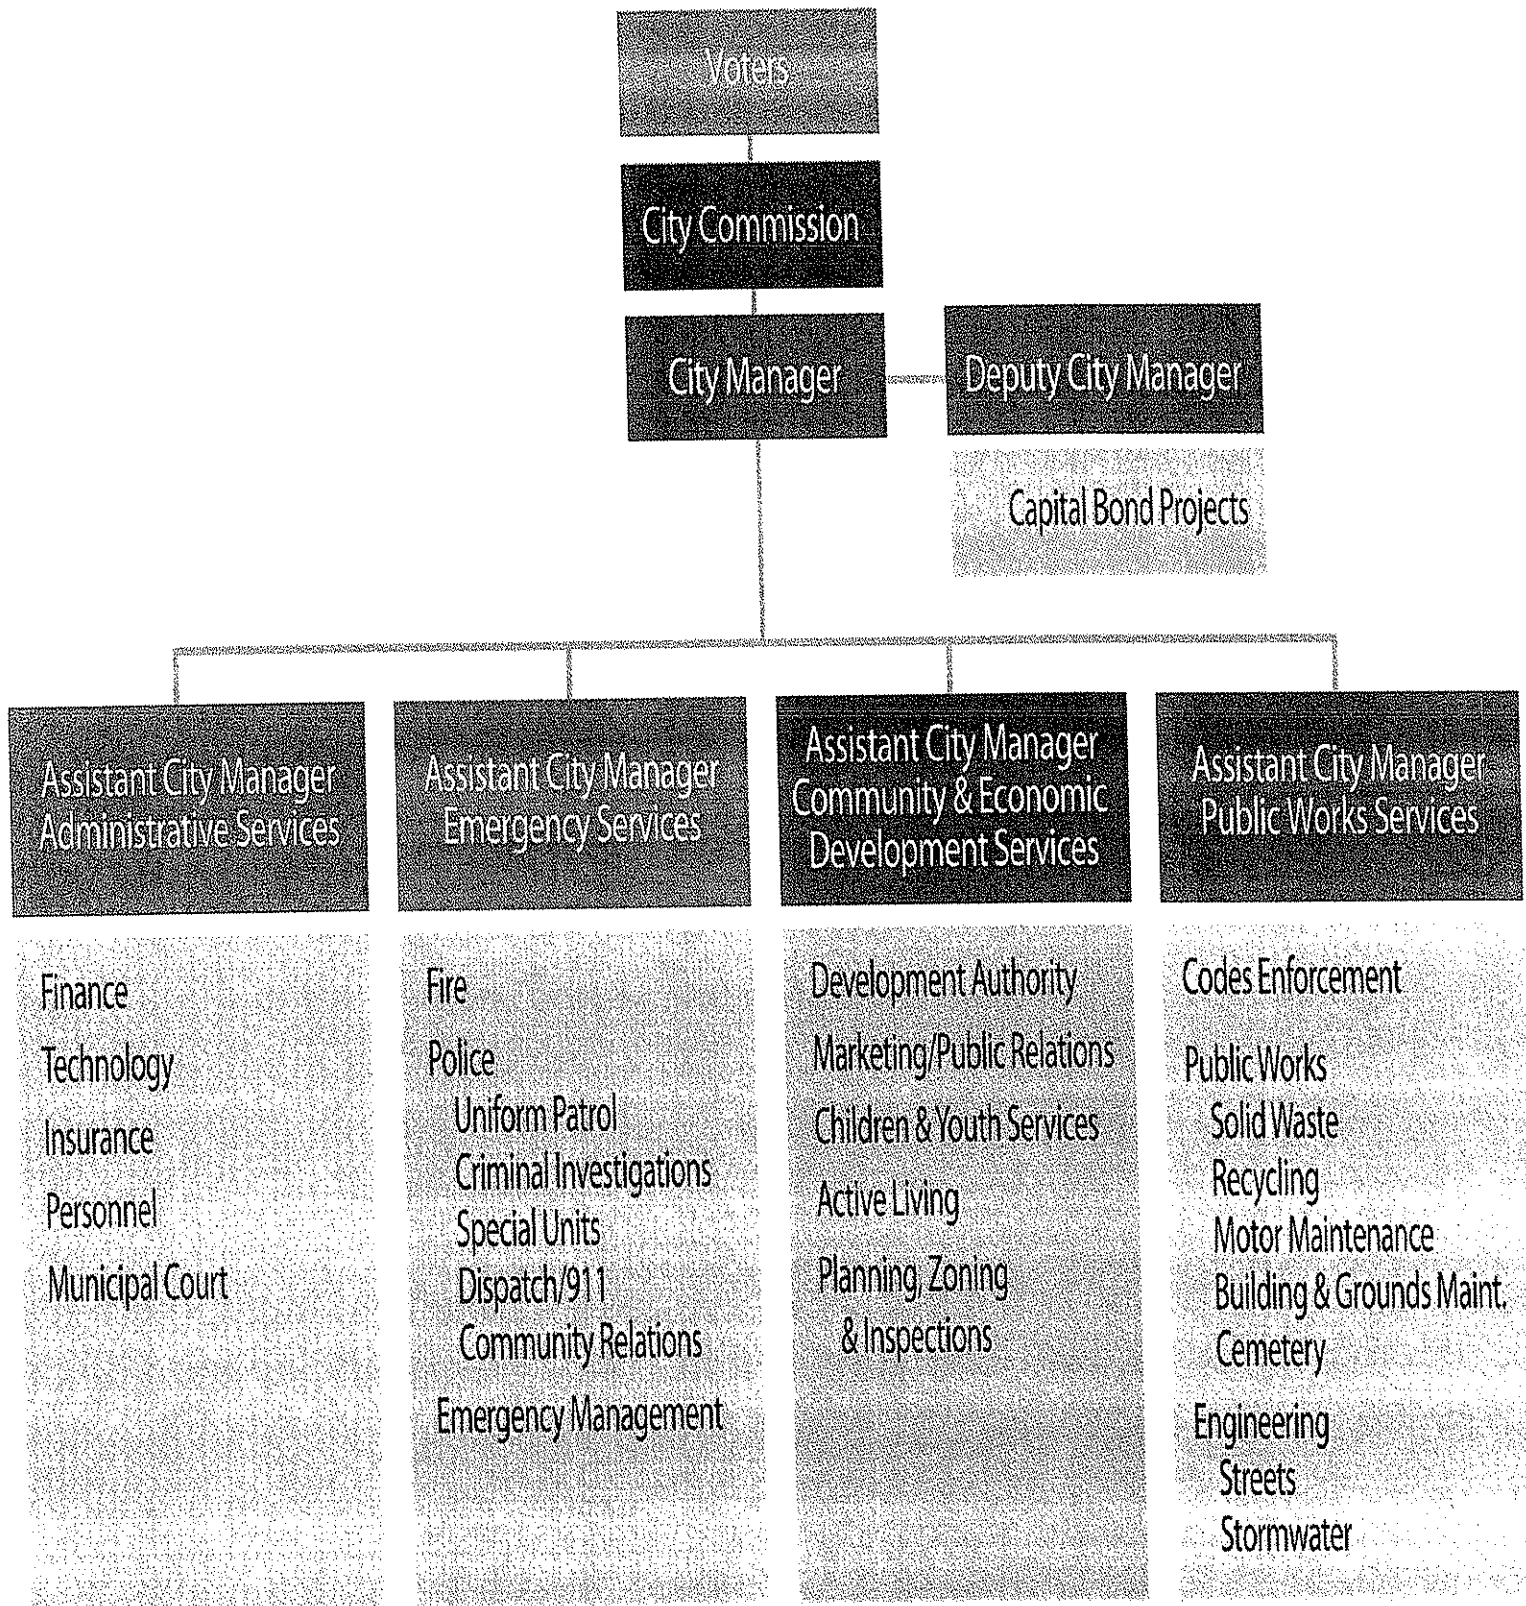 Voters
City Commission
City Manager
Deputy City Manager
Capital Bond Projects
Assistant City Manager
Administrative Services
Finance
Technology
Insurance
Personnel
Municipal Court
Assistant City Manager
Emergency Services
Fire
Police
Uniform Patrol
Criminal Investigations
Special Units
Dispatch/911
Community Relations
Emergency Management
Assistant City Manager
Community & Economic
Development Services
Development Authority
Marketing/Public Relations
Children & Youth Services
Active Living
Planning, Zoning
& Inspections
Assistant City Manager
Public Works Services
Codes Enforcement
Public Works
Solid Waste
Recycling
Motor Maintenance
Building & Grounds Maint.
Cemetery
Engineering
Streets
Stormwater